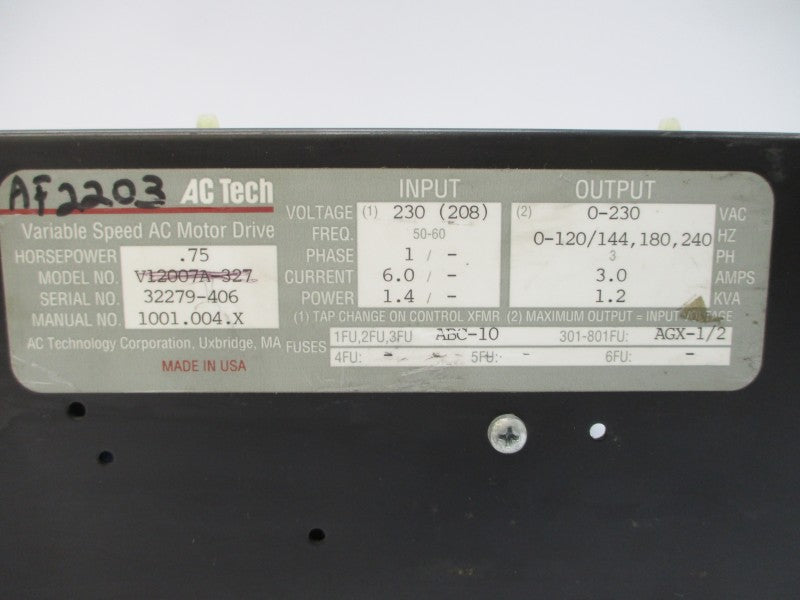 AF2203 AC Tech
Variable Speed AC Motor Drive
HORSEPOWER .75
MODEL NO. V12007A-327
SERIAL NO. 32279-406
MANUAL NO. 1001.004.X
AC Technology Corporation, Uxbridge, MA
MADE IN USA
INPUT OUTPUT
VOLTAGE (1) 230 (208) (2) 0-230 VAC
FREQ. 50-60 0-120/144,180,240 HZ
PHASE 1 / - 3 PH
CURRENT 6.0 / - 3.0 AMPS
POWER 1.4 / - 1.2 KVA
(1) TAP CHANGE ON CONTROL XFMR (2) MAXIMUM OUTPUT = INPUT VOLTAGE
FUSES 1FU,2FU,3FU ABC-10 301-801FU: AGX-1/2
4FU: - - - 5FU: - - 6FU: -